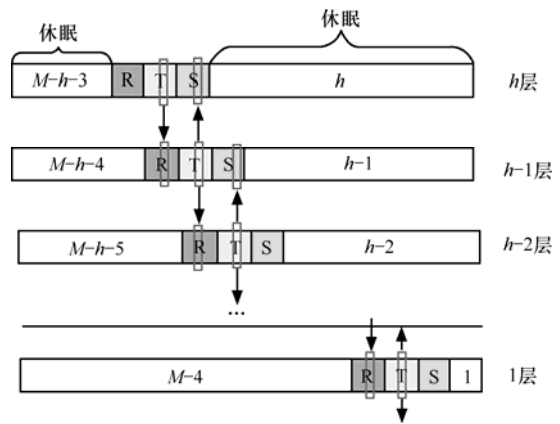 休眠 休眠
M-h-3 R T S h h层
M-h-4 R T S h-1 h-1层
M-h-5 R T S h-2 h-2层
...
M-4 R T S 1 1层